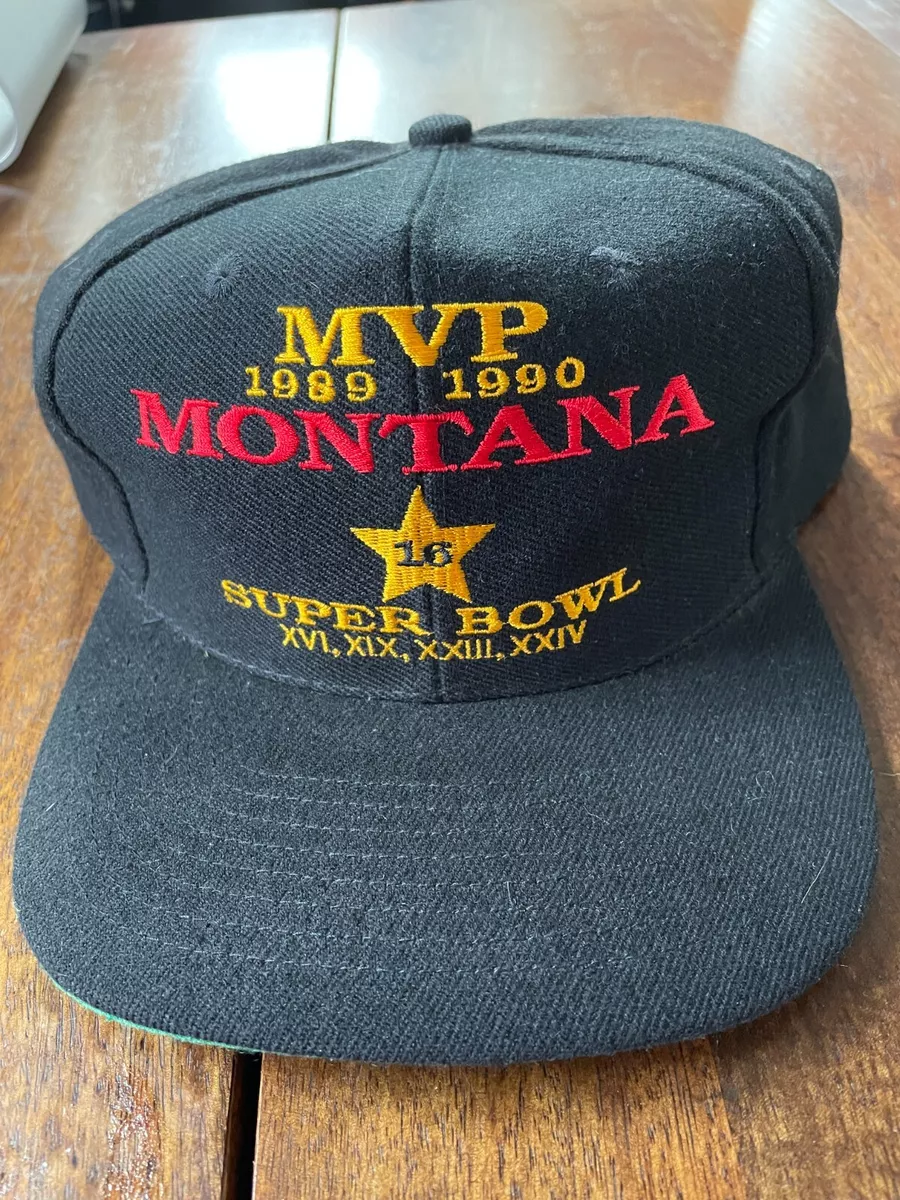 MVP
1989 1990
MONTANA
16
SUPER BOWL
XVI, XIX, XXIII, XXIV